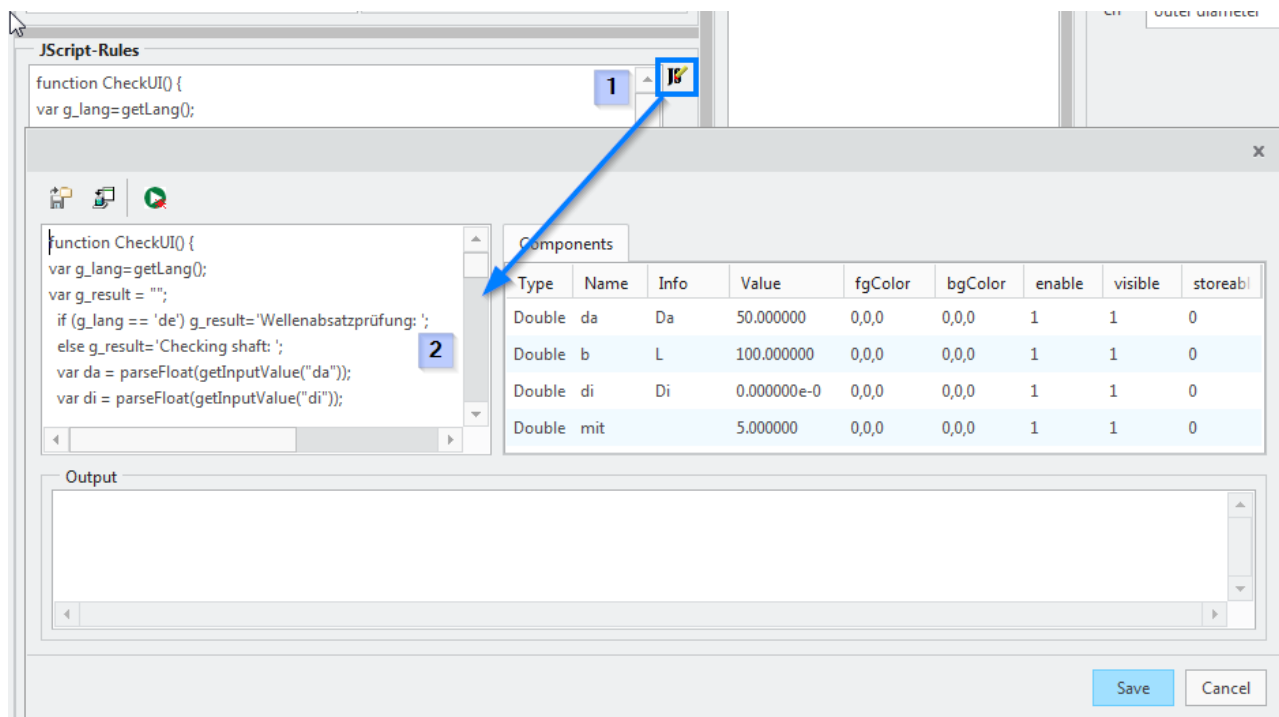 en outer diameter
JScript-Rules
function CheckUI() {
var g_lang=getLang();
1
x
function CheckUI() {
var g_lang=getLang();
var g_result = "";
if (g_lang == 'de') g_result='Wellenabsatzprüfung: ';
else g_result='Checking shaft: ';
var da = parseFloat(getInputValue("da"));
var di = parseFloat(getInputValue("di"));
2
Components
Type Name Info Value fgColor bgColor enable visible storeabl
Double da Da 50.000000 0,0,0 0,0,0 1 1 0
Double b L 100.000000 0,0,0 0,0,0 1 1 0
Double di Di 0.000000e-0 0,0,0 0,0,0 1 1 0
Double mit 5.000000 0,0,0 0,0,0 1 1 0
Output
Save Cancel